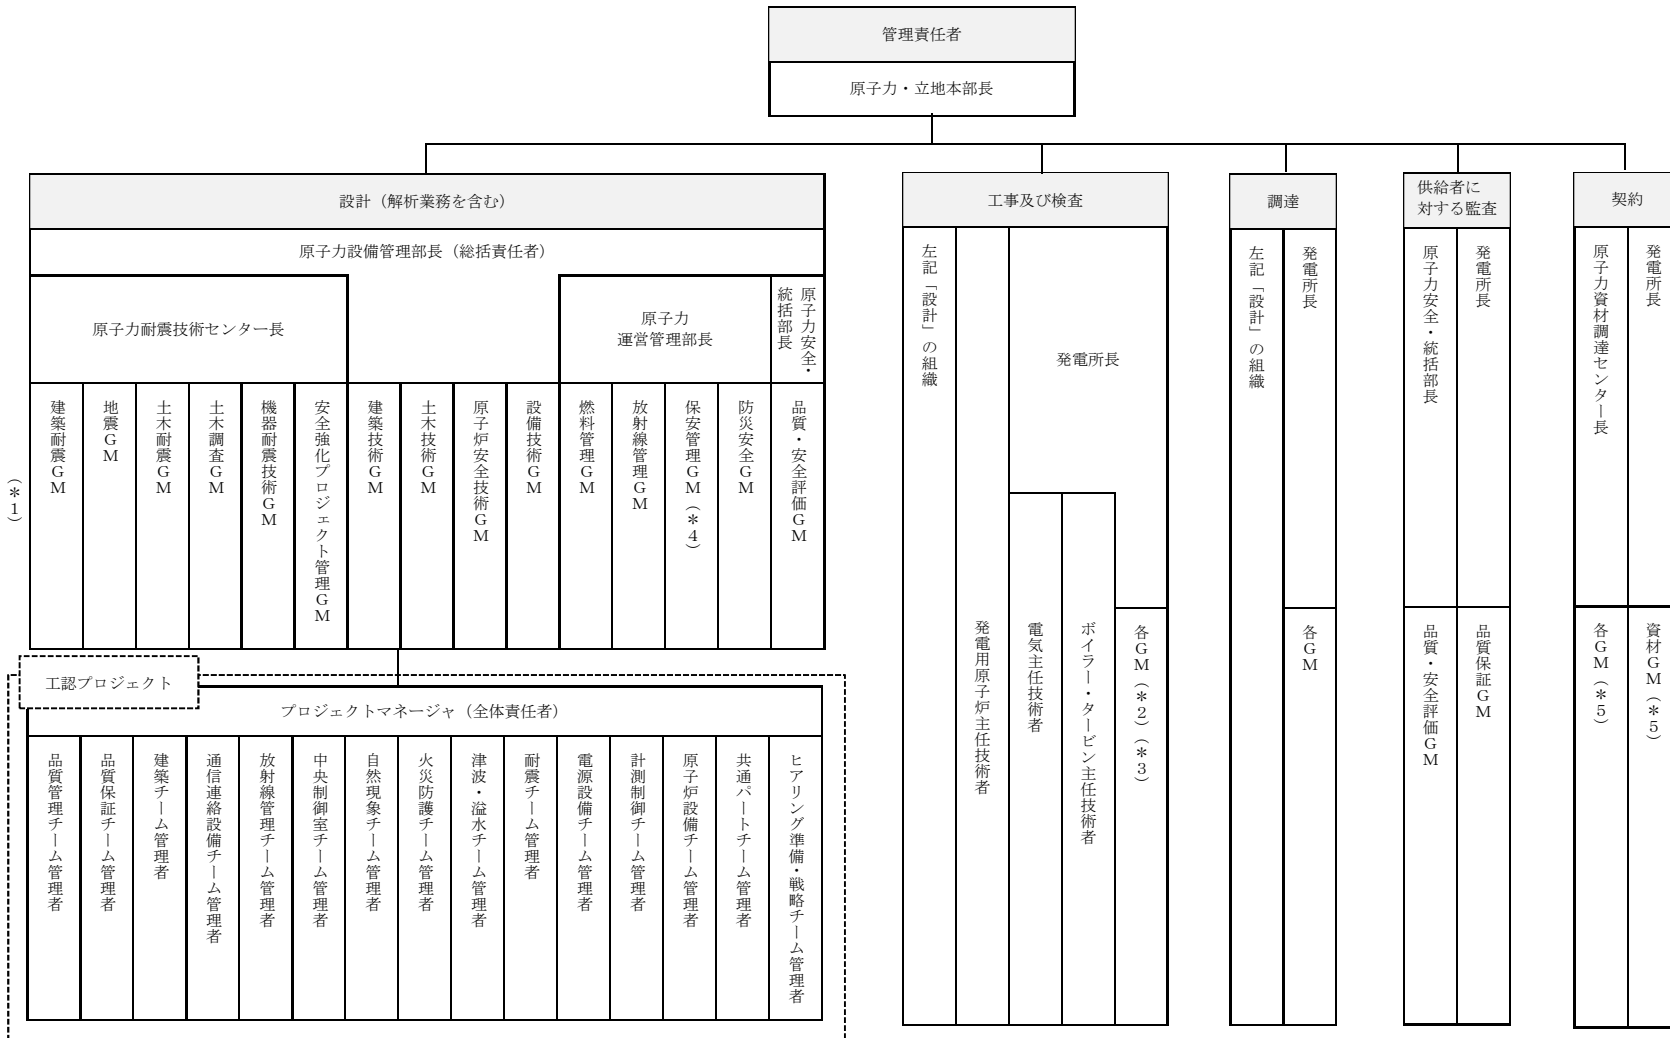 管理責任者
原子力・立地本部長
設計（解析業務を含む）
原子力設備管理部長（総括責任者）
原子力耐震技術センター長
原子力
運営管理部長
原子力安全・
統括部長
建築耐震GM
地震GM
土木耐震GM
土木調査GM
機器耐震技術GM
安全強化プロジェクト管理GM
建築技術GM
土木技術GM
原子炉安全技術GM
設備技術GM
燃料管理GM
放射線管理GM
保安管理GM（＊4）
防災安全GM
品質・安全評価GM
（＊1）
工認プロジェクト
プロジェクトマネージャ（全体責任者）
品質管理チーム管理者
品質保証チーム管理者
建築チーム管理者
通信連絡設備チーム管理者
放射線管理チーム管理者
中央制御室チーム管理者
自然現象チーム管理者
火災防護チーム管理者
津波・溢水チーム管理者
耐震チーム管理者
電源設備チーム管理者
計測制御チーム管理者
原子炉設備チーム管理者
共通パートチーム管理者
ヒアリング準備・戦略チーム管理者
工事及び検査
左記「設計」の組織
発電用原子炉主任技術者
発電所長
電気主任技術者
ボイラー・タービン主任技術者
各GM（＊2）（＊3）
調達
左記「設計」の組織
発電所長
各GM
供給者に
対する監査
原子力安全・統括部長
発電所長
品質・安全評価GM
品質保証GM
契約
原子力資材調達センター長
発電所長
各GM（＊5）
資材GM（＊5）